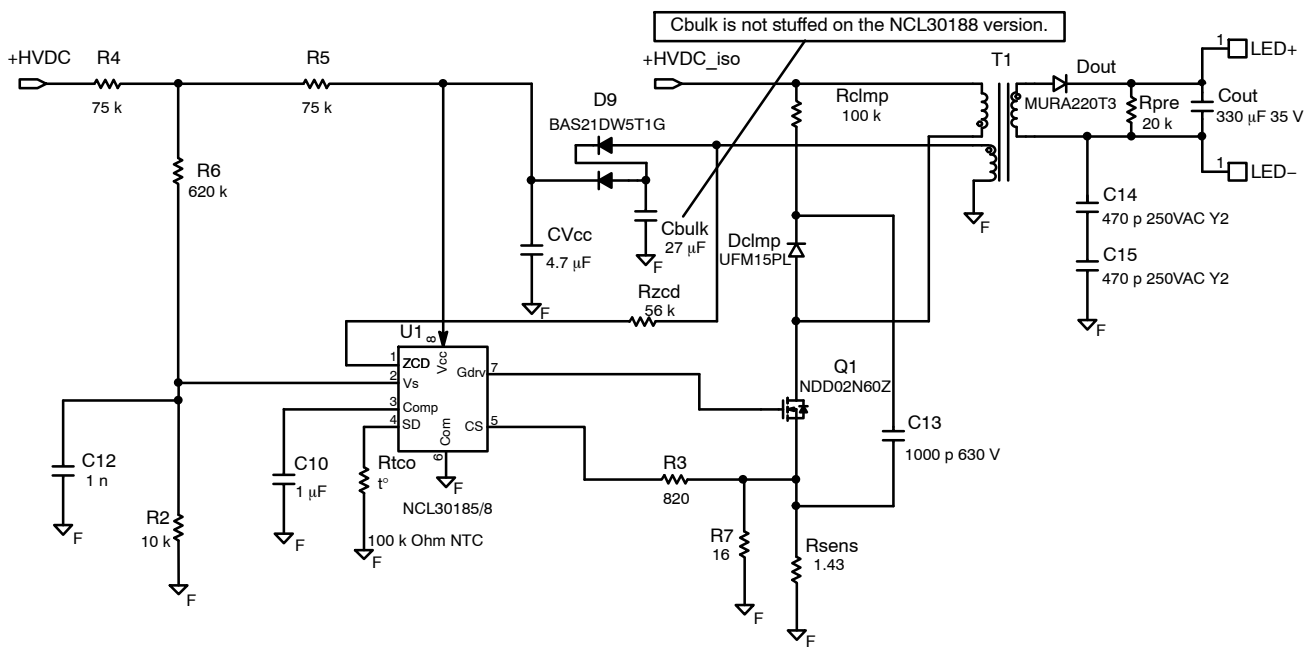 Cbulk is not stuffed on the NCL30188 version.
+HVDC
R4
75 k
R5
75 k
+HVDC_iso
T1
Dout
MURA220T3
1
LED+
Rpre
20 k
Cout
330 μF 35 V
1
LED−
Rclmp
100 k
D9
BAS21DW5T1G
R6
620 k
F
C14
470 p 250VAC Y2
C15
470 p 250VAC Y2
F
CVcc
4.7 μF
F
Cbulk
27 μF
F
Dclmp
UFM15PL
Rzcd
56 k
U1
8
Vcc
1
ZCD
2
Vs
3
Comp
4
SD
Gdrv
7
CS
5
Com
6
F
NCL30185/8
Q1
NDD02N60Z
C13
1000 p 630 V
C12
1 n
F
C10
1 μF
F
Rtco
t°
100 k Ohm NTC
F
R3
820
R2
10 k
F
R7
16
F
Rsens
1.43
F